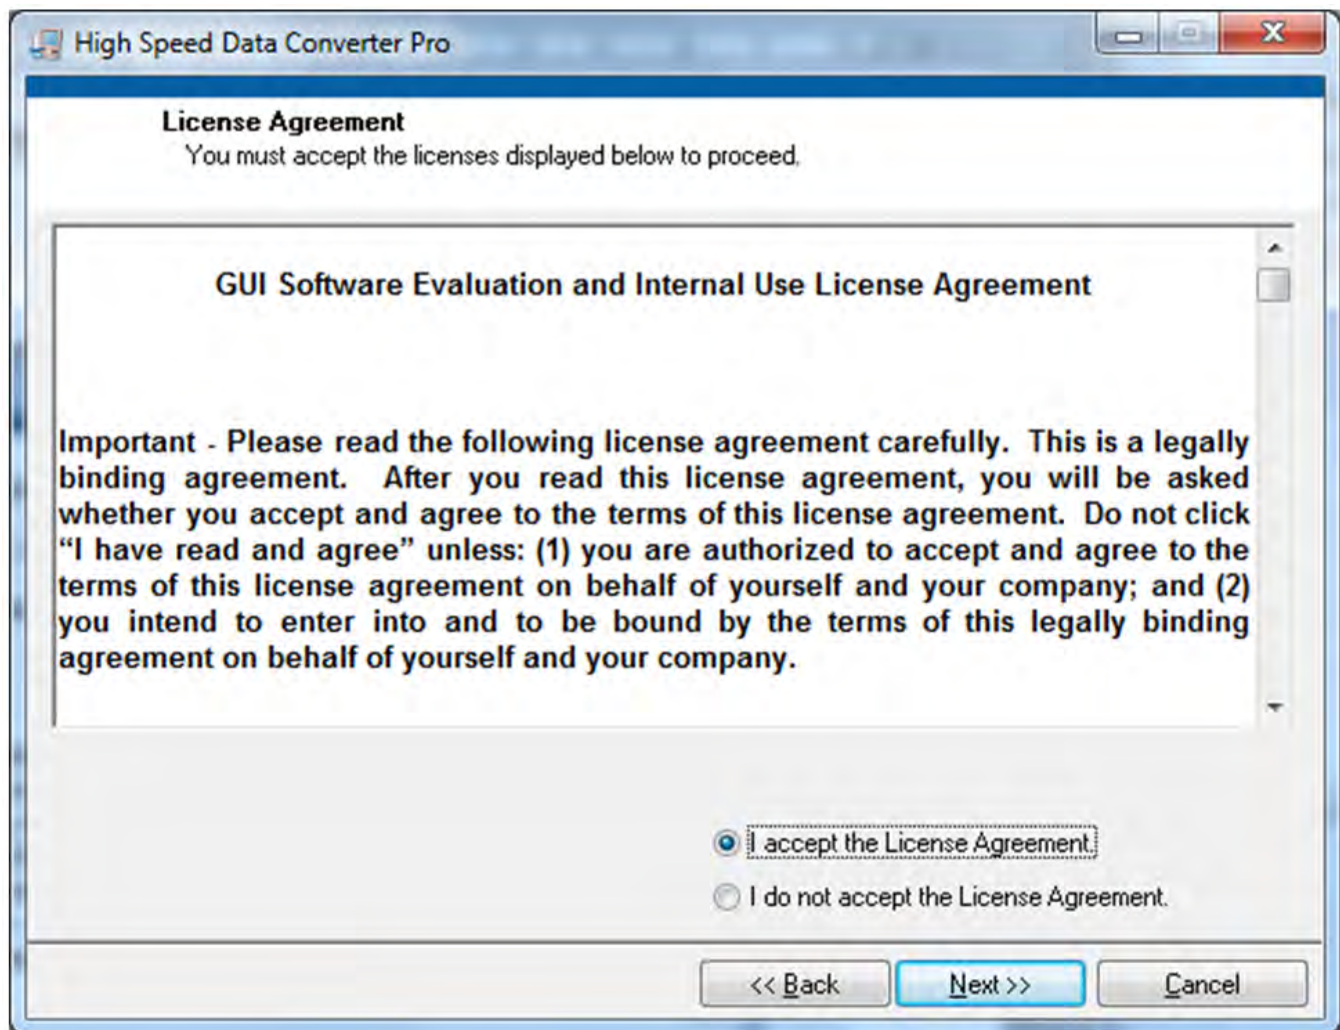 High Speed Data Converter Pro
License Agreement
You must accept the licenses displayed below to proceed.
GUI Software Evaluation and Internal Use License Agreement
Important - Please read the following license agreement carefully. This is a legally
binding agreement. After you read this license agreement, you will be asked
whether you accept and agree to the terms of this license agreement. Do not click
“I have read and agree” unless: (1) you are authorized to accept and agree to the
terms of this license agreement on behalf of yourself and your company; and (2)
you intend to enter into and to be bound by the terms of this legally binding
agreement on behalf of yourself and your company.
I accept the License Agreement.
I do not accept the License Agreement.
<< Back Next >> Cancel